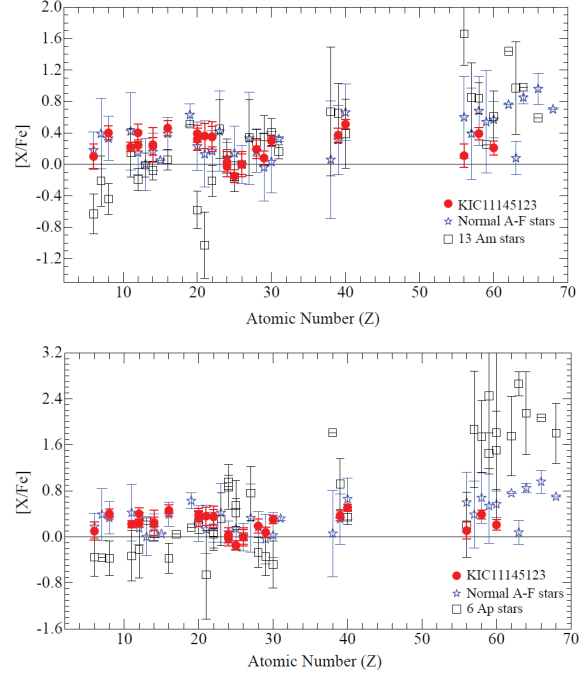 2.0
1.6
1.2
0.8
0.4
0.0
-0.4
-0.8
-1.2
[X/Fe]
KIC11145123
Normal A-F stars
13 Am stars
10 20 30 40 50 60 70
Atomic Number (Z)
3.2
2.4
1.6
0.8
0.0
-0.8
-1.6
[X/Fe]
KIC11145123
Normal A-F stars
6 Ap stars
10 20 30 40 50 60 70
Atomic Number (Z)